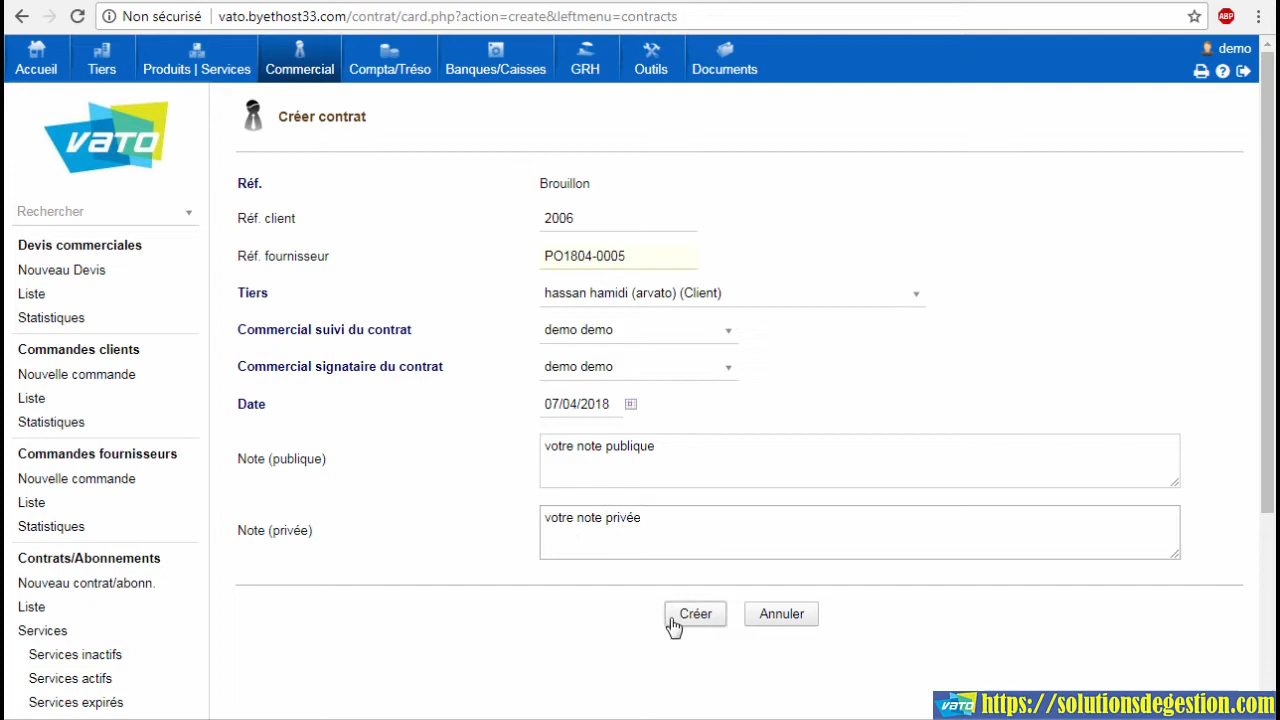 Non sécurisé
vato.byethost33.com/contrat/card.php?action=create&leftmenu=contracts
ABP
Accueil
Tiers
Produits | Services
Commercial
Compta/Tréso
Banques/Caisses
GRH
Outils
Documents
demo
vato
Rechercher
Devis commerciales
Nouveau Devis
Liste
Statistiques
Commandes clients
Nouvelle commande
Liste
Statistiques
Commandes fournisseurs
Nouvelle commande
Liste
Statistiques
Contrats/Abonnements
Nouveau contrat/abonn.
Liste
Services
Services inactifs
Services actifs
Services expirés
Créer contrat
Réf. Brouillon
Réf. client 2006
Réf. fournisseur PO1804-0005
Tiers hassan hamidi (arvato) (Client)
Commercial suivi du contrat demo demo
Commercial signataire du contrat demo demo
Date 07/04/2018
Note (publique) votre note publique
Note (privée) votre note privée
Créer Annuler
vato https://solutionsdegestion.com